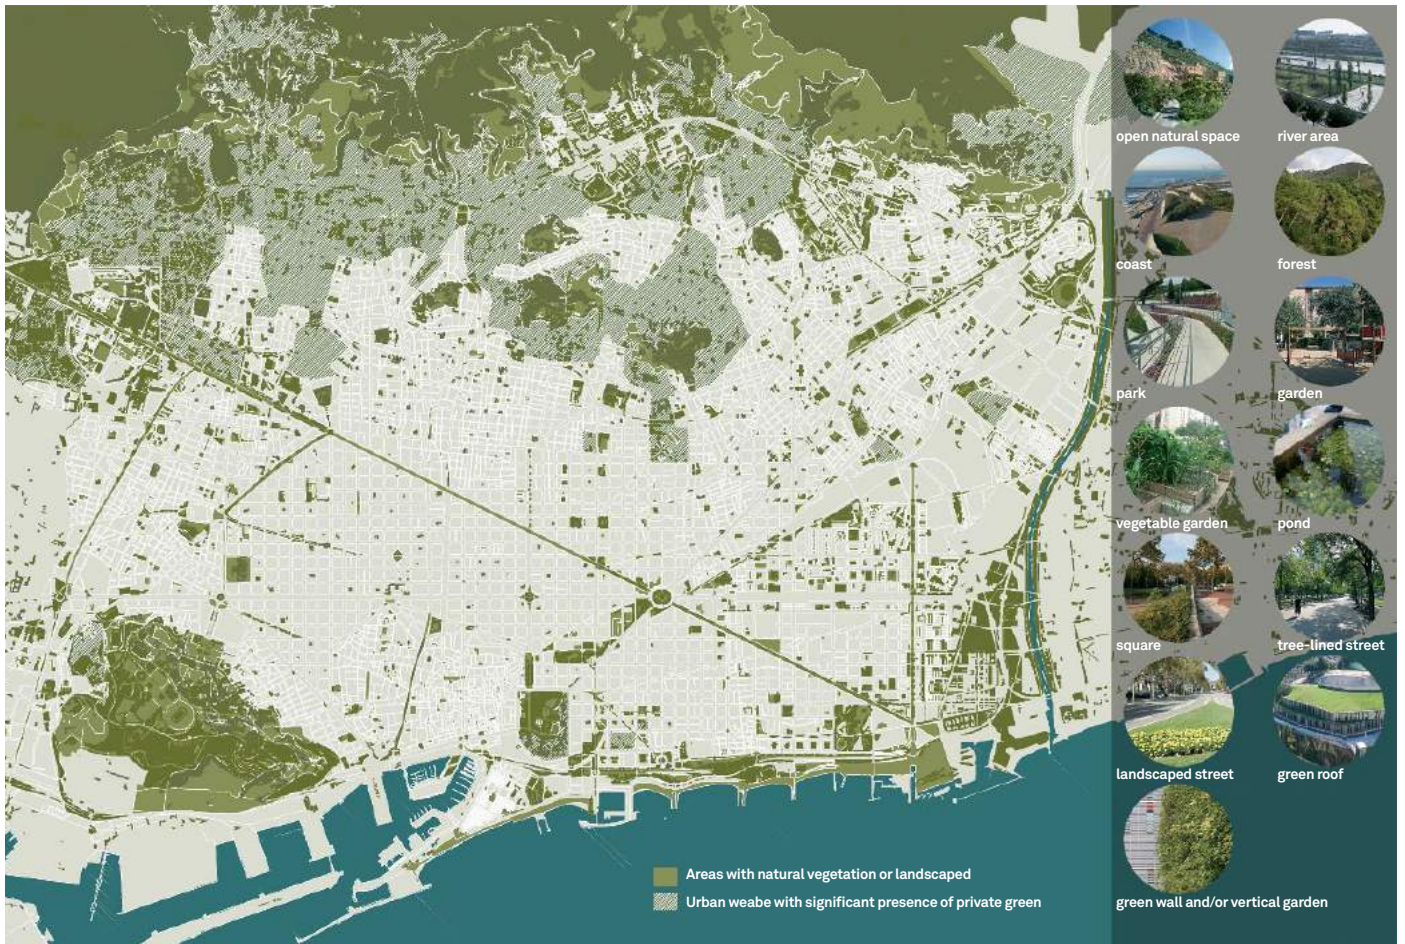 open natural space
river area
coast
forest
park
garden
vegetable garden
pond
square
tree-lined street
landscaped street
green roof
green wall and/or vertical garden
Areas with natural vegetation or landscaped
Urban weabe with significant presence of private green